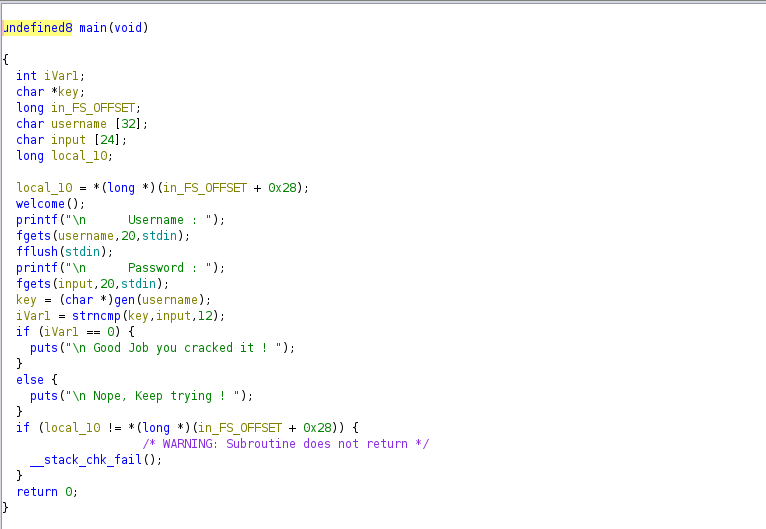 undefined8 main(void)
{
int iVar1;
char *key;
long in_FS_OFFSET;
char username [32];
char input [24];
long local_10;
local_10 = *(long *)(in_FS_OFFSET + 0x28);
welcome();
printf("\n      Username : ");
fgets(username,20,stdin);
fflush(stdin);
printf("\n      Password : ");
fgets(input,20,stdin);
key = (char *)gen(username);
iVar1 = strncmp(key,input,12);
if (iVar1 == 0) {
puts("\n Good Job you cracked it ! ");
}
else {
puts("\n Nope, Keep trying ! ");
}
if (local_10 != *(long *)(in_FS_OFFSET + 0x28)) {
/* WARNING: Subroutine does not return */
__stack_chk_fail();
}
return 0;
}